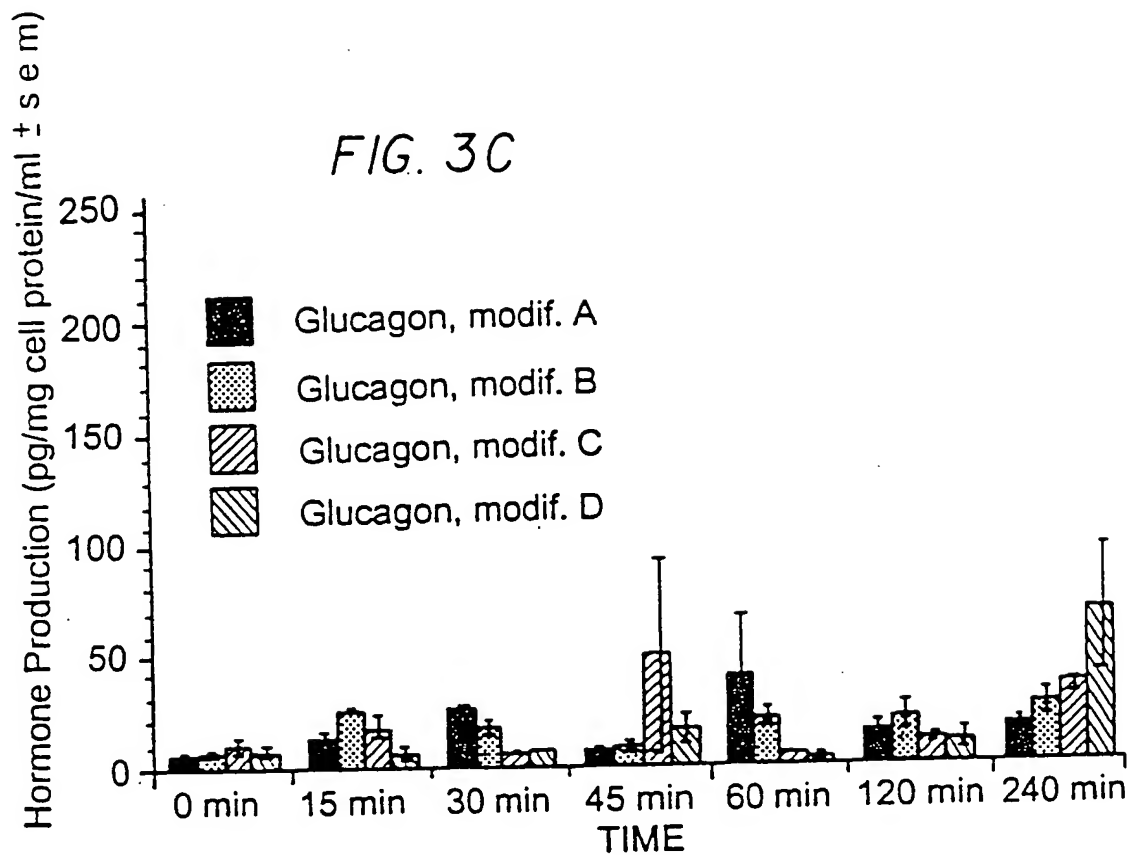 FIG. 3C
Hormone Production (pg/mg cell protein/ml ± s e m)
250
200
150
100
50
0
Glucagon, modif. A
Glucagon, modif. B
Glucagon, modif. C
Glucagon, modif. D
0 min 15 min 30 min 45 min 60 min 120 min 240 min
TIME